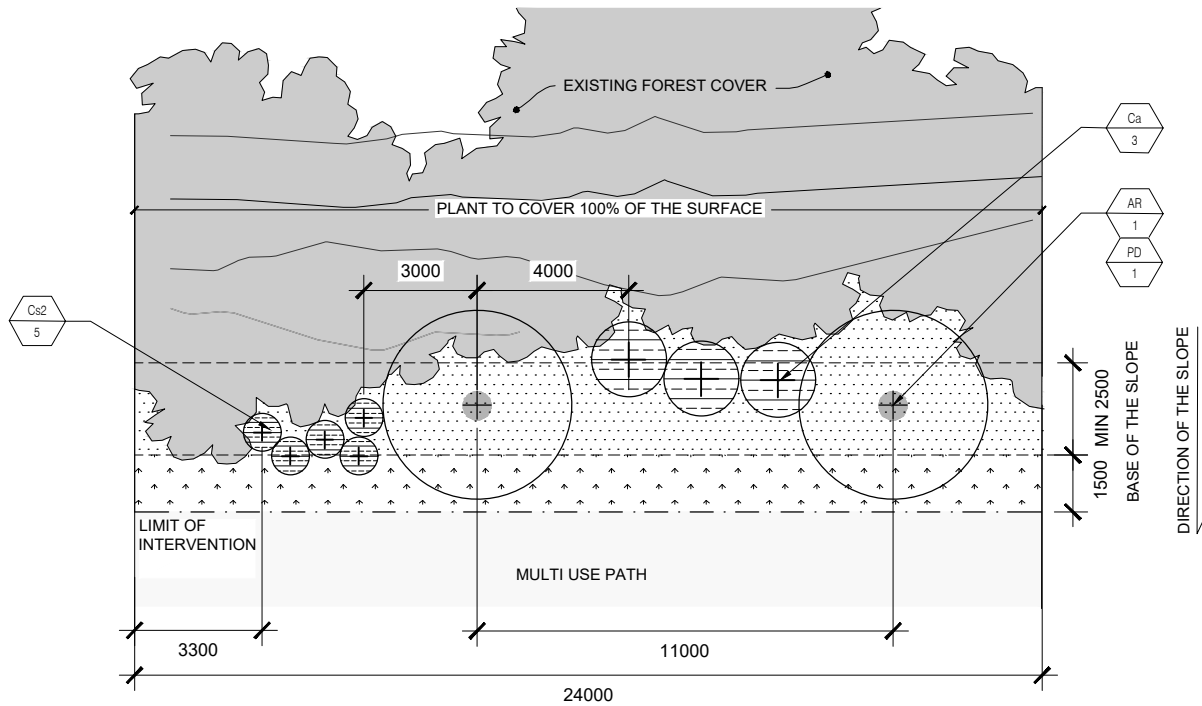 EXISTING FOREST COVER
Ca
3
PLANT TO COVER 100% OF THE SURFACE
AR
1
PD
1
3000
4000
Cs2
5
1500 MIN 2500
BASE OF THE SLOPE
DIRECTION OF THE SLOPE
LIMIT OF
INTERVENTION
MULTI USE PATH
3300
11000
24000